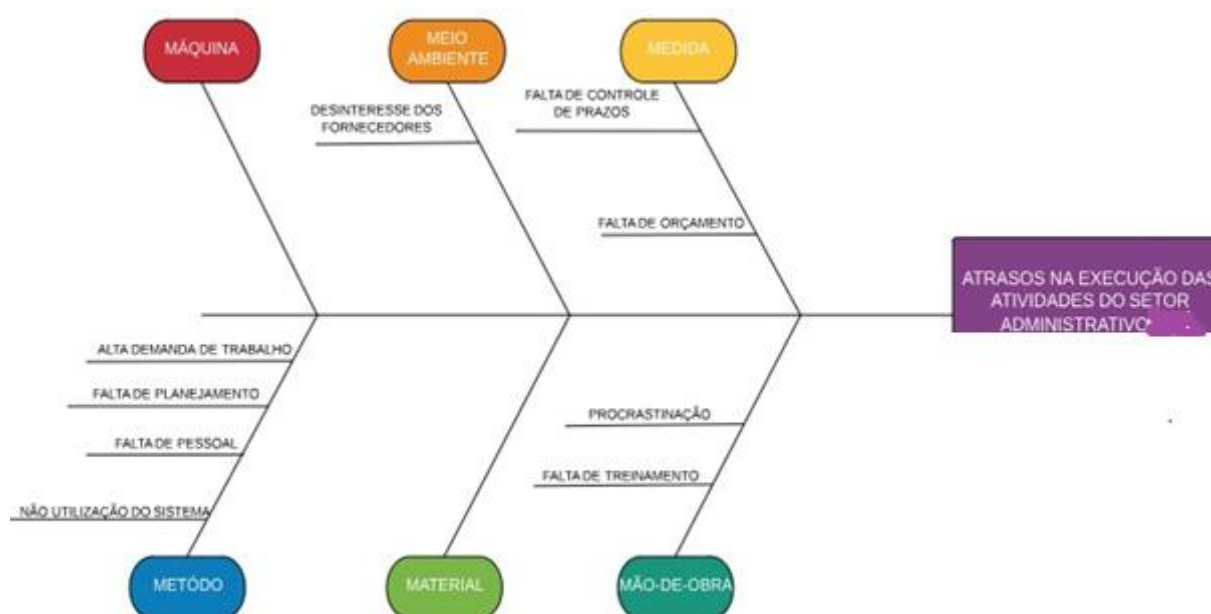 MÁQUINA
MEIO
AMBIENTE
MEDIDA
DESINTERESSE DOS
FORNECEDORES
FALTA DE CONTROLE
DE PRAZOS
FALTA DE ORÇAMENTO
ATRASOS NA EXECUÇÃO DAS
ATIVIDADES DO SETOR
ADMINISTRATIVO
ALTA DEMANDA DE TRABALHO
FALTA DE PLANEJAMENTO
FALTA DE PESSOAL
NÃO UTILIZAÇÃO DO SISTEMA
PROCRASTINAÇÃO
FALTA DE TREINAMENTO
METÓDO
MATERIAL
MÃO-DE-OBRA